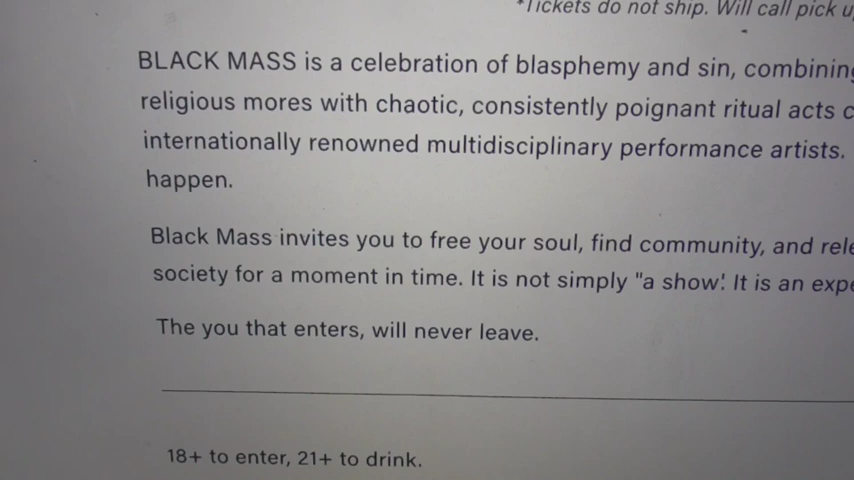 *Tickets do not ship. Will call pick
BLACK MASS is a celebration of blasphemy and sin, combining
religious mores with chaotic, consistently poignant ritual acts
internationally renowned multidisciplinary performance artists.
happen.
Black Mass invites you to free your soul, find community, and
society for a moment in time. It is not simply "a show". It is an
The you that enters, will never leave.
18+ to enter, 21+ to drink.